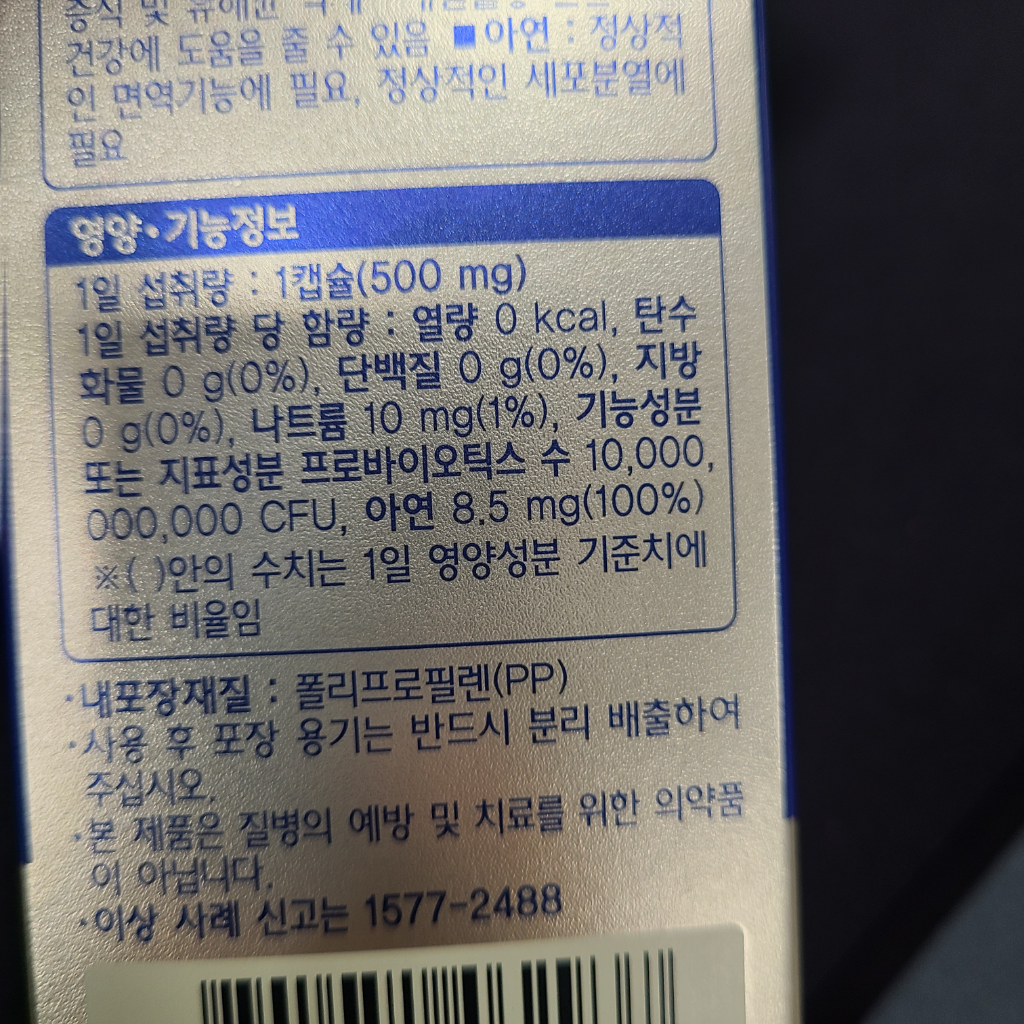 증식 및 유해균
건강에 도움을 줄 수 있음 ■아연 : 정상적
인 면역기능에 필요, 정상적인 세포분열에
필요
영양·기능정보
1일 섭취량 : 1캡슐(500 mg)
1일 섭취량 당 함량 : 열량 0 kcal, 탄수
화물 0 g(0%), 단백질 0 g(0%), 지방
0 g(0%), 나트륨 10 mg(1%), 기능성분
또는 지표성분 프로바이오틱스 수 10,000,
000,000 CFU, 아연 8.5 mg(100%)
※( )안의 수치는 1일 영양성분 기준치에
대한 비율임
·내포장재질 : 폴리프로필렌(PP)
·사용 후 포장 용기는 반드시 분리 배출하여
주십시오.
·본 제품은 질병의 예방 및 치료를 위한 의약품
이 아닙니다.
·이상 사례 신고는 1577-2488